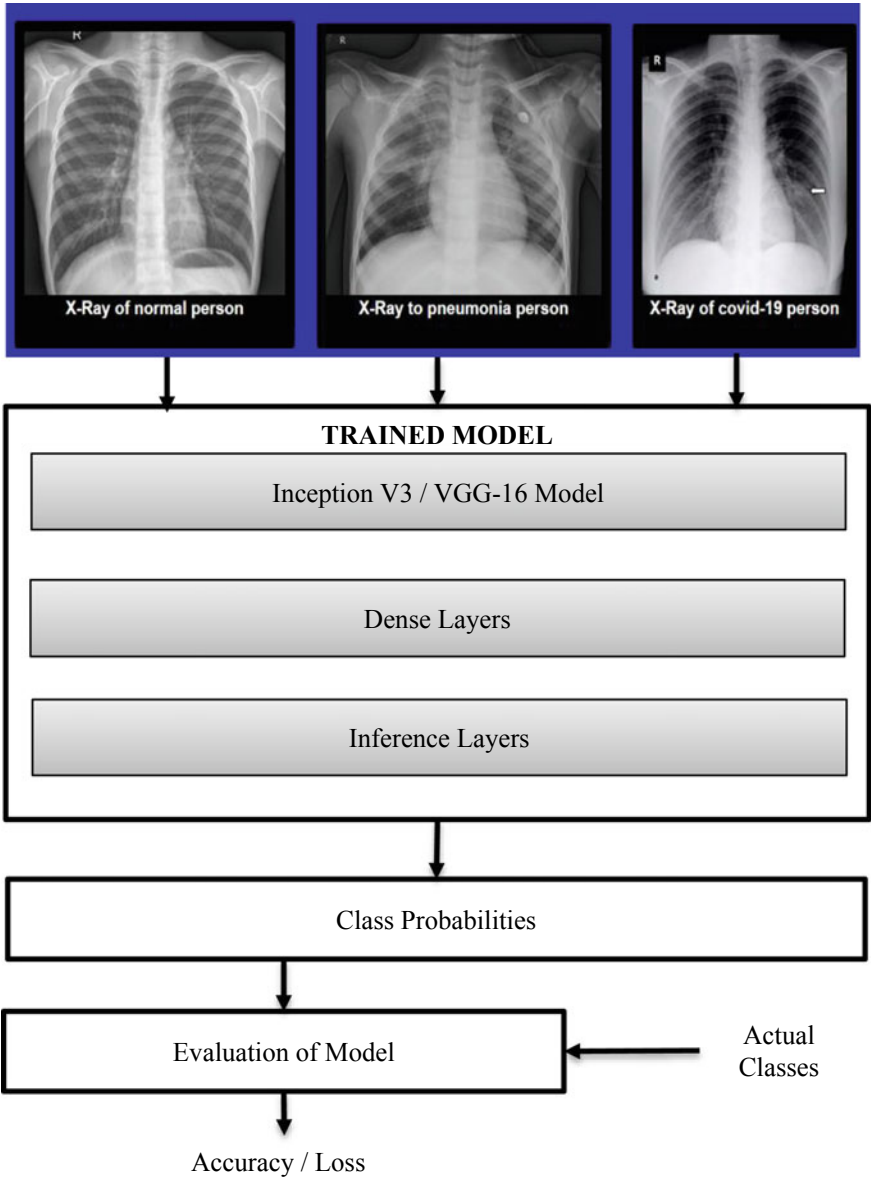 R
R
R
X-Ray of normal person
X-Ray to pneumonia person
X-Ray of covid-19 person
TRAINED MODEL
Inception V3 / VGG-16 Model
Dense Layers
Inference Layers
Class Probabilities
Evaluation of Model
Actual
Classes
Accuracy / Loss